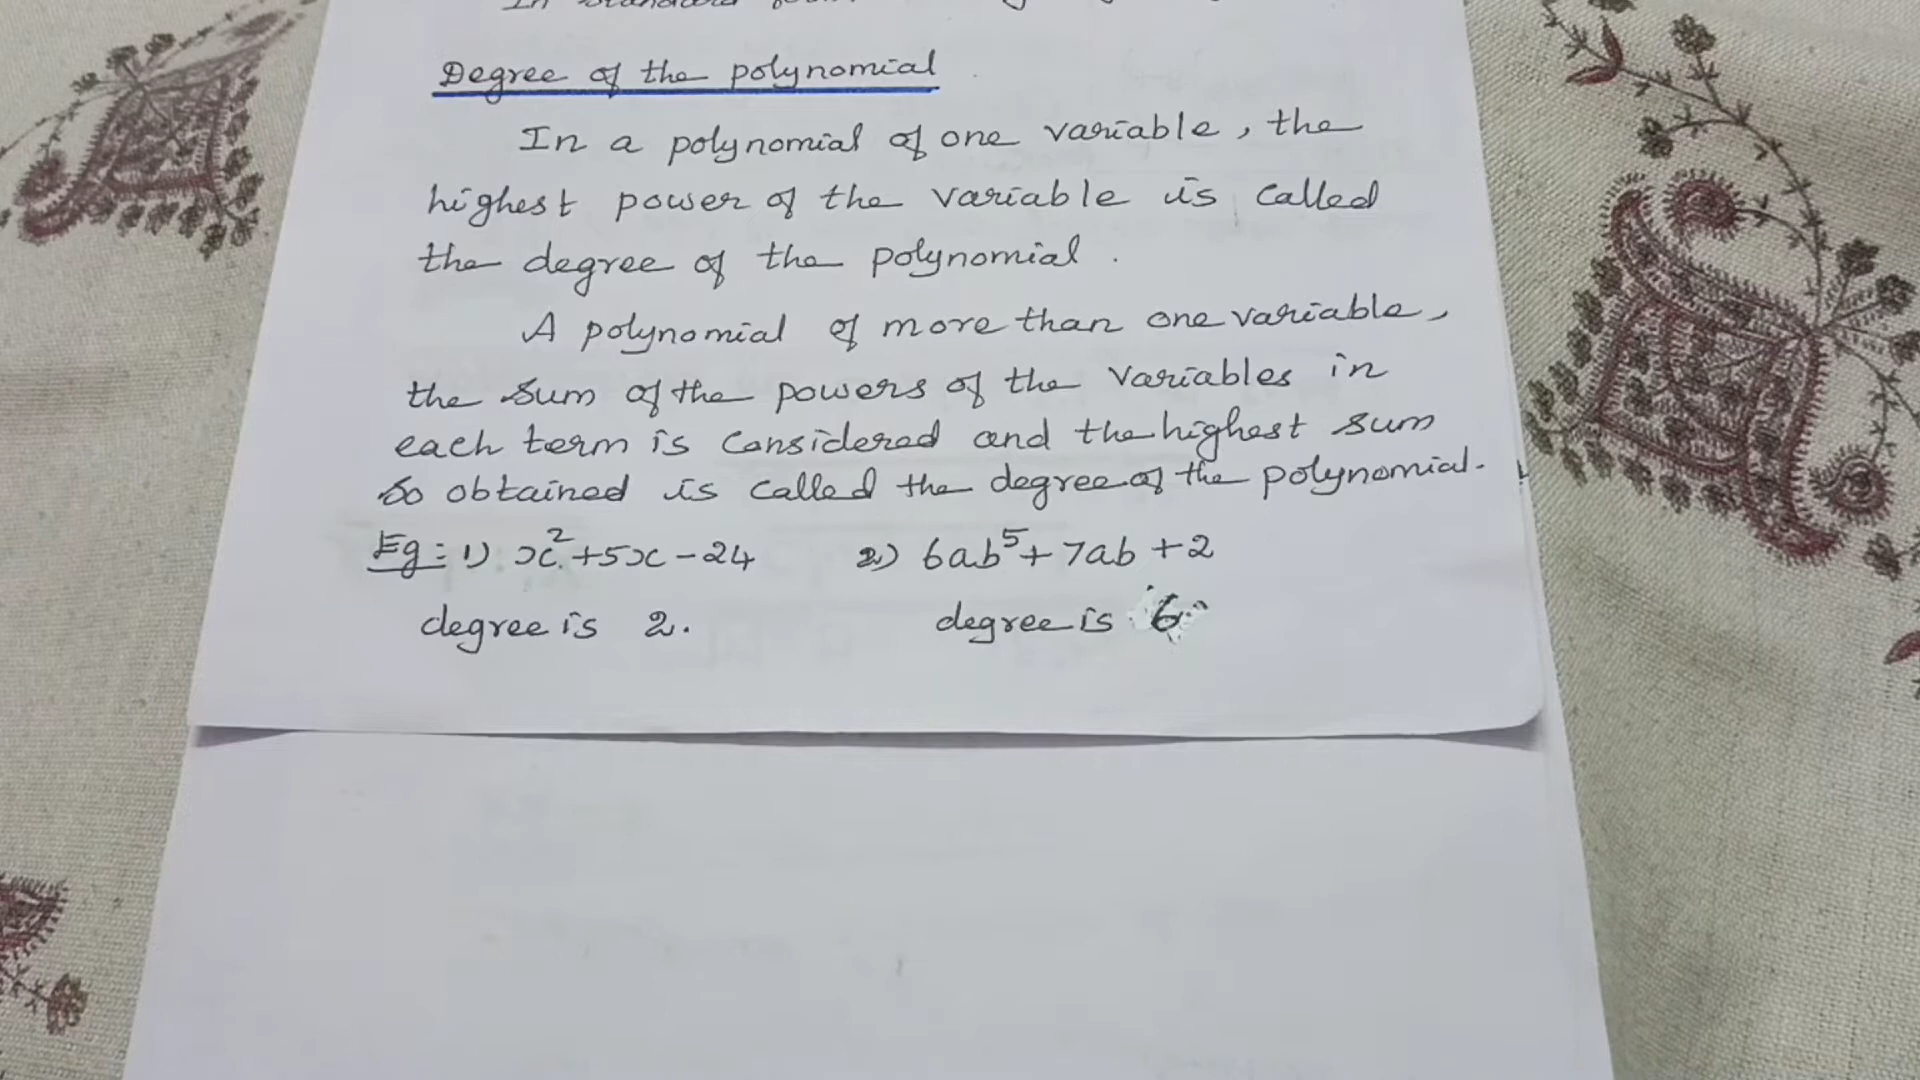 In standard
Degree of the polynomial
In a polynomial of one variable, the
highest power of the variable is called
the degree of the polynomial.
A polynomial of more than one variable,
the sum of the powers of the variables in
each term is considered and the highest sum
so obtained is called the degree of the polynomial.
Eg: 1) x²+5x-24 2) 6ab⁵+7ab+2
degree is 2. degree is 6.